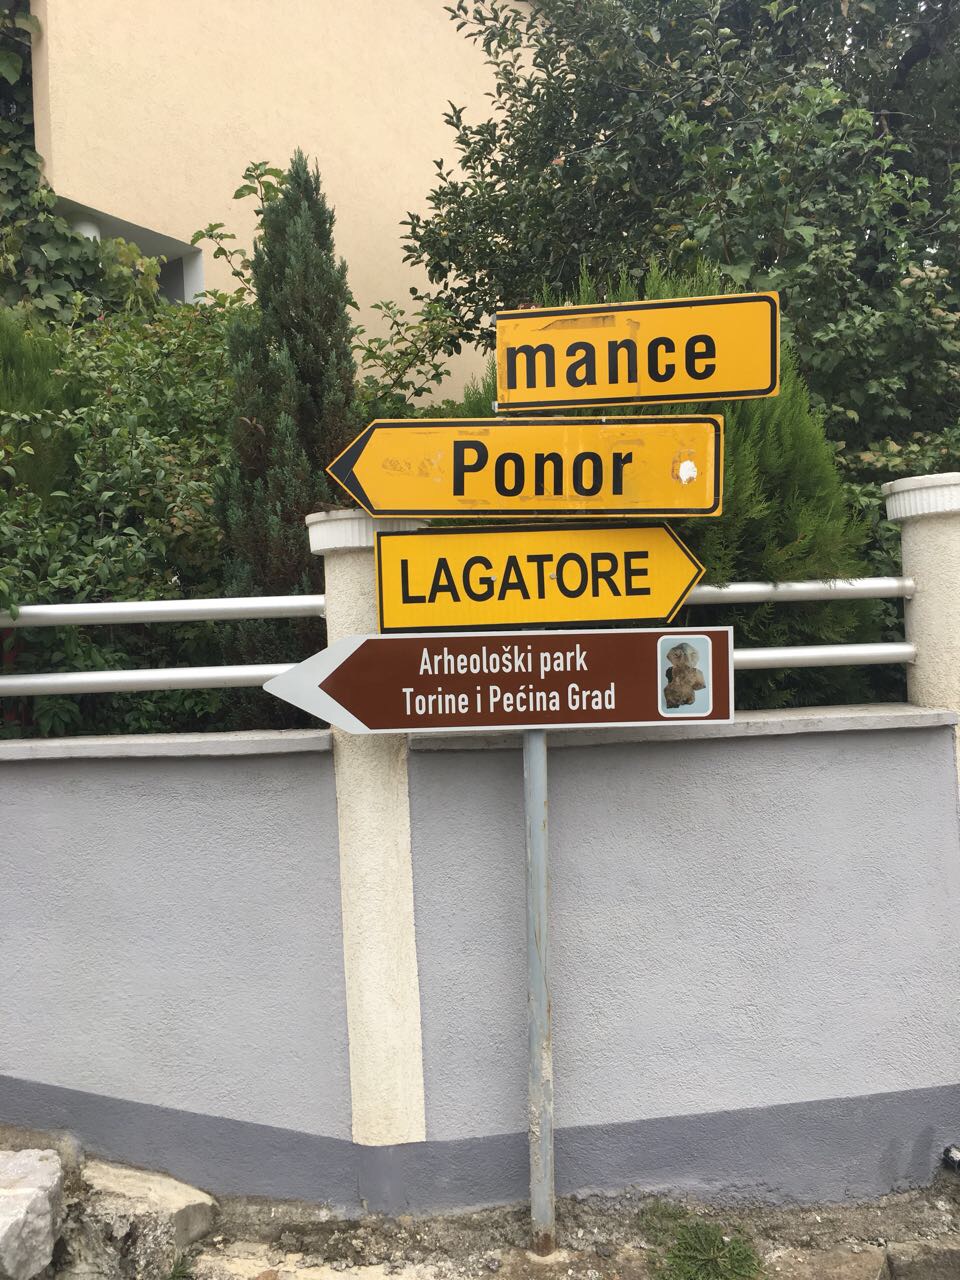 mance
Ponor
LAGATORE
Arheološki park
Torine i Pećina Grad